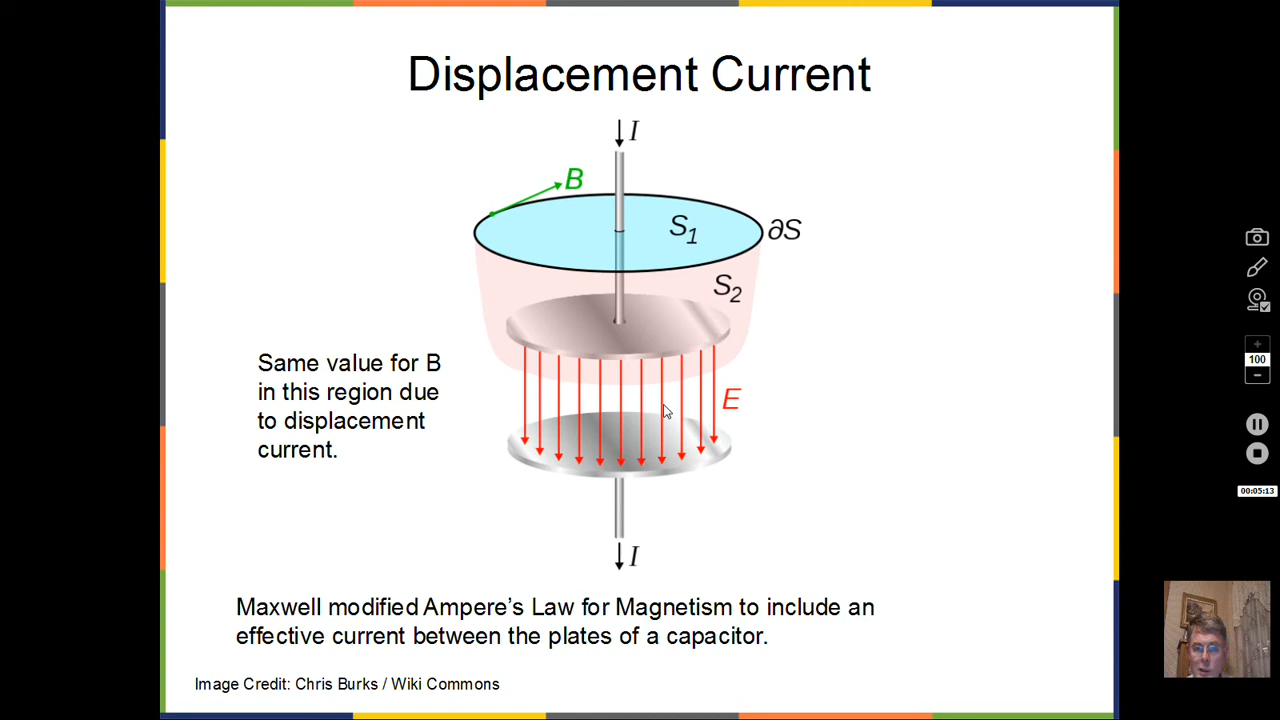 Displacement Current
I
B
S1
∂S
S2
Same value for B
in this region due
to displacement
current.
E
I
Maxwell modified Ampere's Law for Magnetism to include an
effective current between the plates of a capacitor.
Image Credit: Chris Burks / Wiki Commons
+
100
-
00:05:13